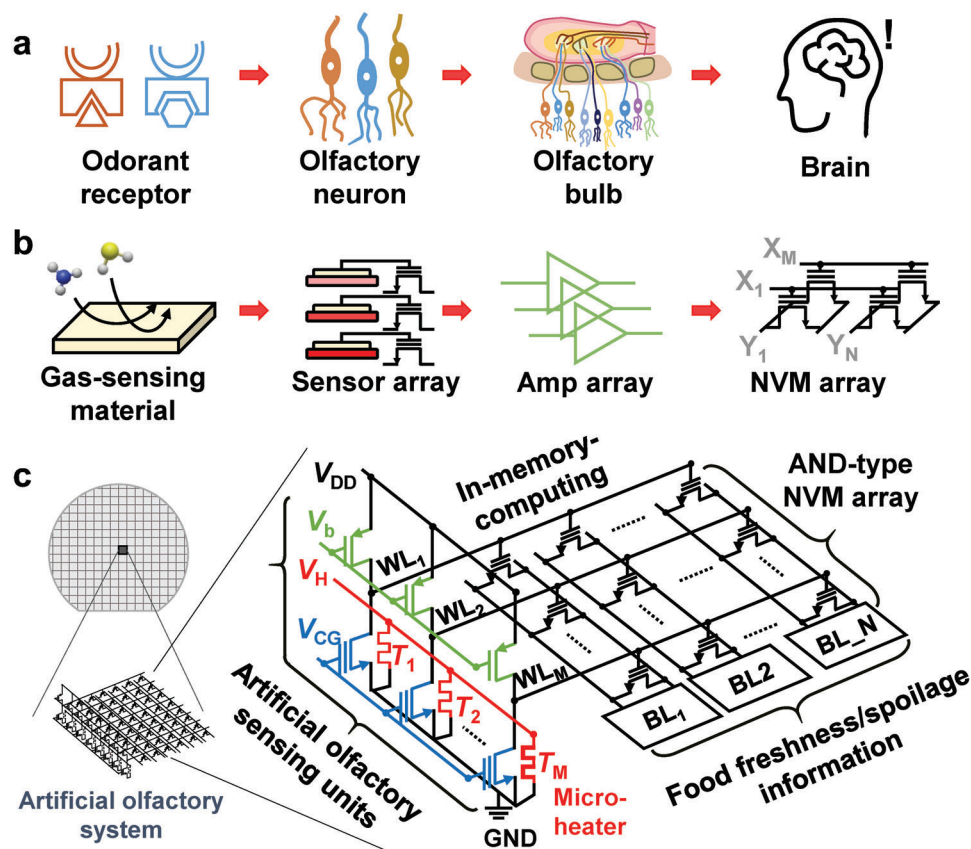 a
!
Odorant
receptor
Olfactory
neuron
Olfactory
bulb
Brain
b
X_M
X_1
Y_1
Y_N
Gas-sensing
material
Sensor array
Amp array
NVM array
c
V_DD
V_b
V_H
V_CG
In-memory-
computing
AND-type
NVM array
WL_1
WL_2
WL_M
T_1
T_2
T_M
BL_1
BL2
BL_N
Artificial olfactory
sensing units
Food freshness/spoilage
information
Micro-
heater
GND
Artificial olfactory
system